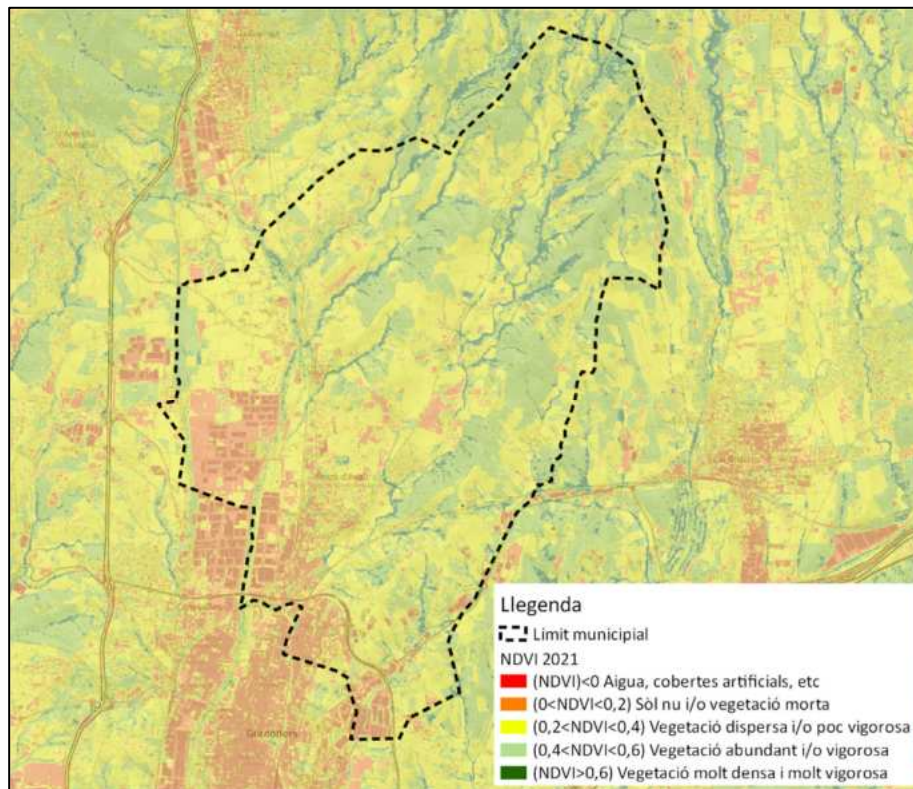 Llegenda
Límit municipial
NDVI 2021
(NDVI)<0 Aigua, cobertes artificials, etc
(0<NDVI<0,2) Sòl nu i/o vegetació morta
(0,2<NDVI<0,4) Vegetació dispersa i/o poc vigorosa
(0,4<NDVI<0,6) Vegetació abundant i/o vigorosa
(NDVI>0,6) Vegetació molt densa i molt vigorosa